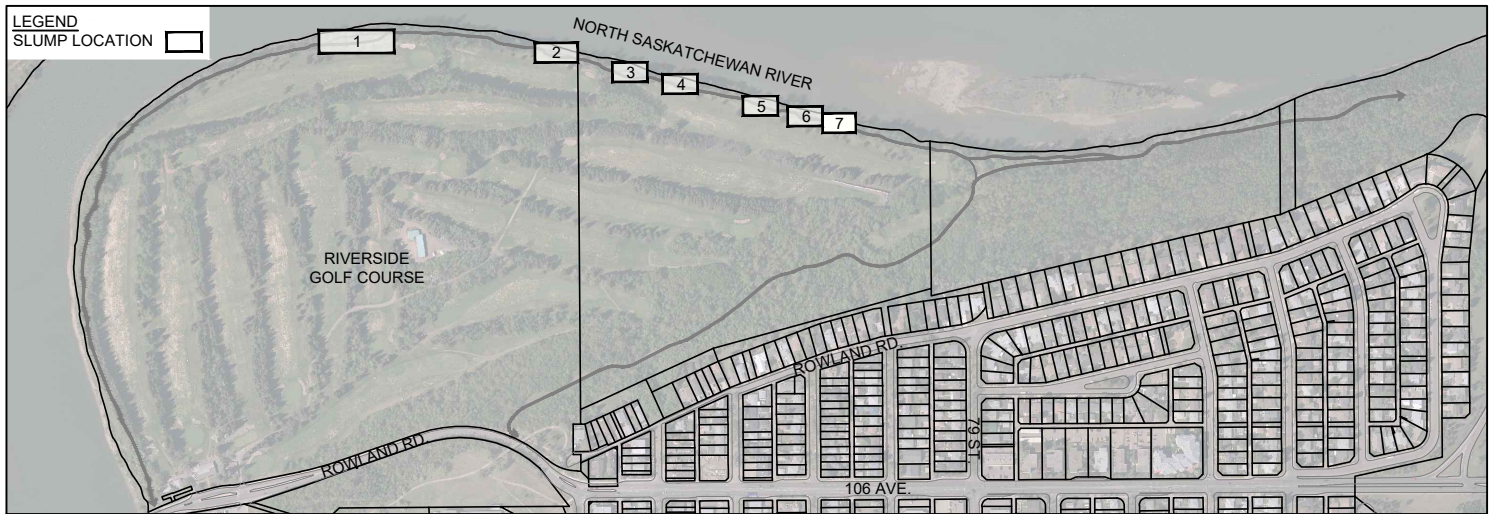 LEGEND
SLUMP LOCATION
NORTH SASKATCHEWAN RIVER
1
2
3
4
5
6
7
RIVERSIDE
GOLF COURSE
ROWLAND RD
ROWLAND RD
79 ST.
106 AVE.